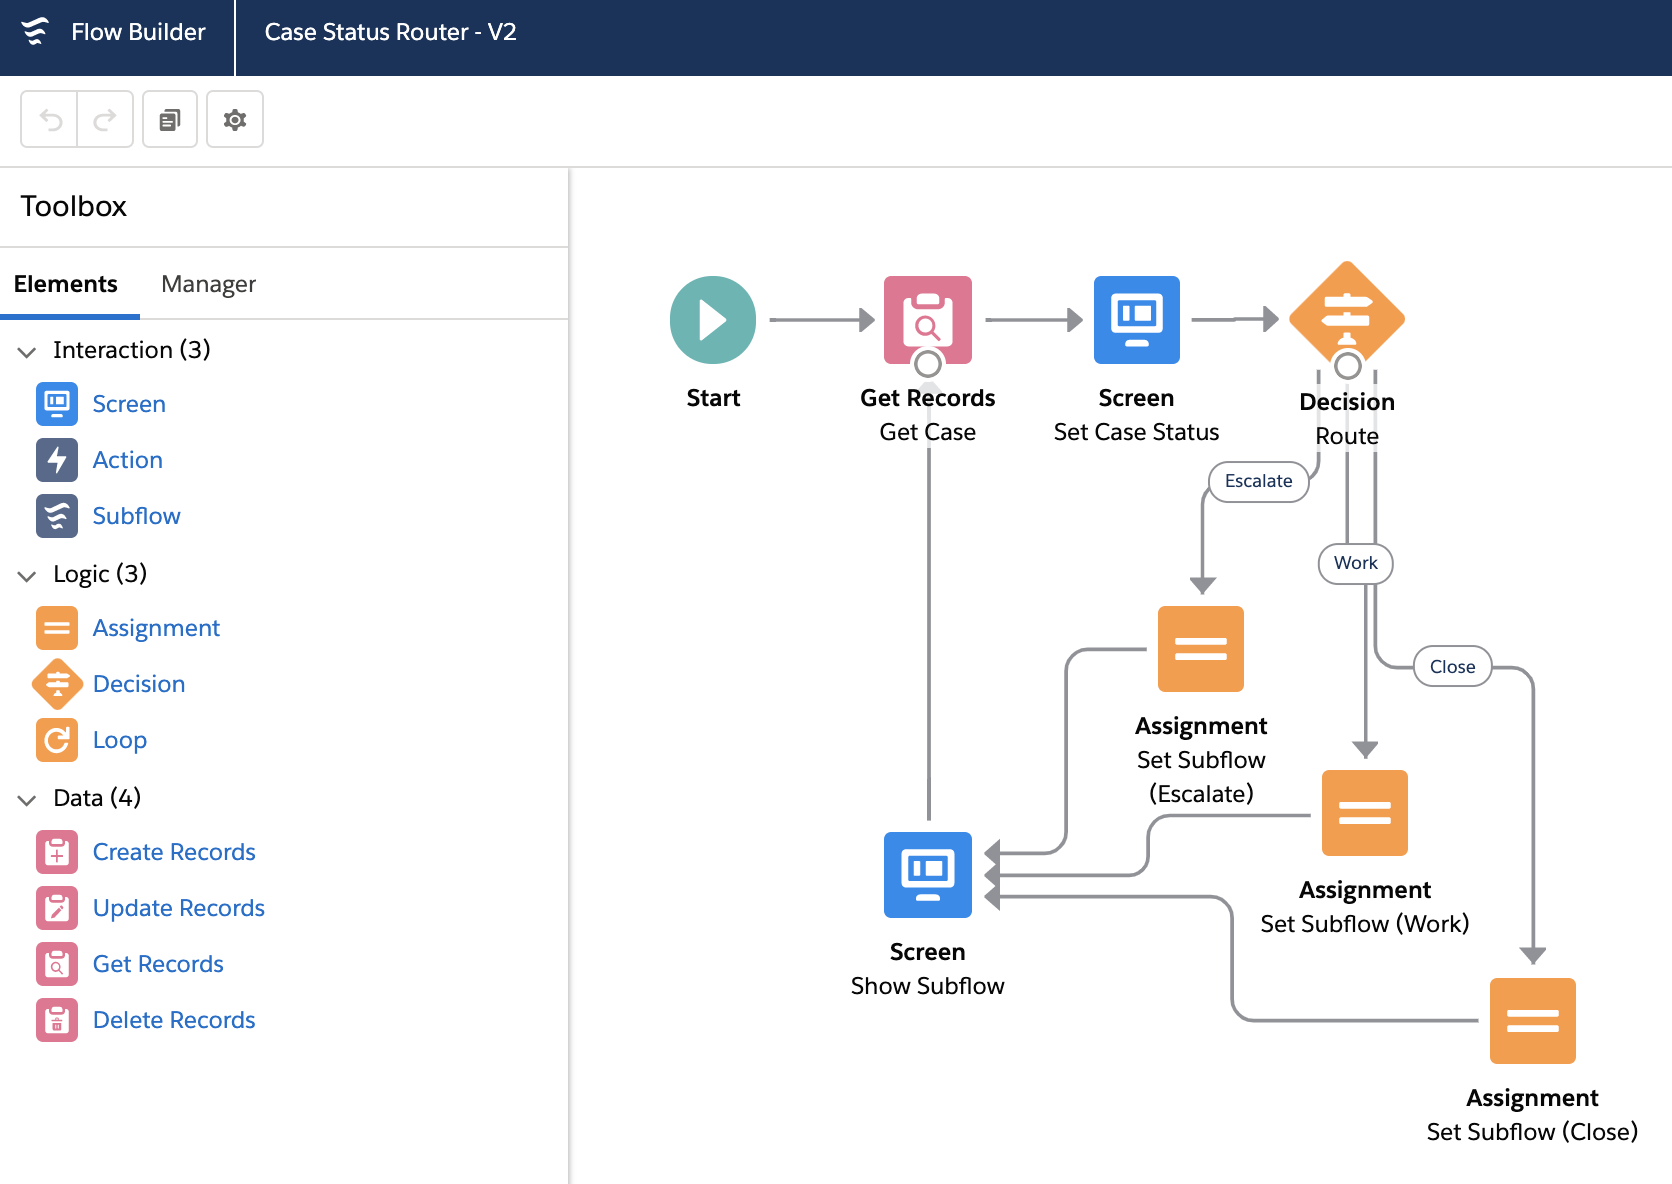 Flow Builder
Case Status Router - V2
Toolbox
Elements
Manager
Interaction (3)
Screen
Action
Subflow
Logic (3)
Assignment
Decision
Loop
Data (4)
Create Records
Update Records
Get Records
Delete Records
Start
Get Records
Get Case
Screen
Set Case Status
Decision
Route
Escalate
Work
Close
Assignment
Set Subflow
(Escalate)
Assignment
Set Subflow (Work)
Screen
Show Subflow
Assignment
Set Subflow (Close)